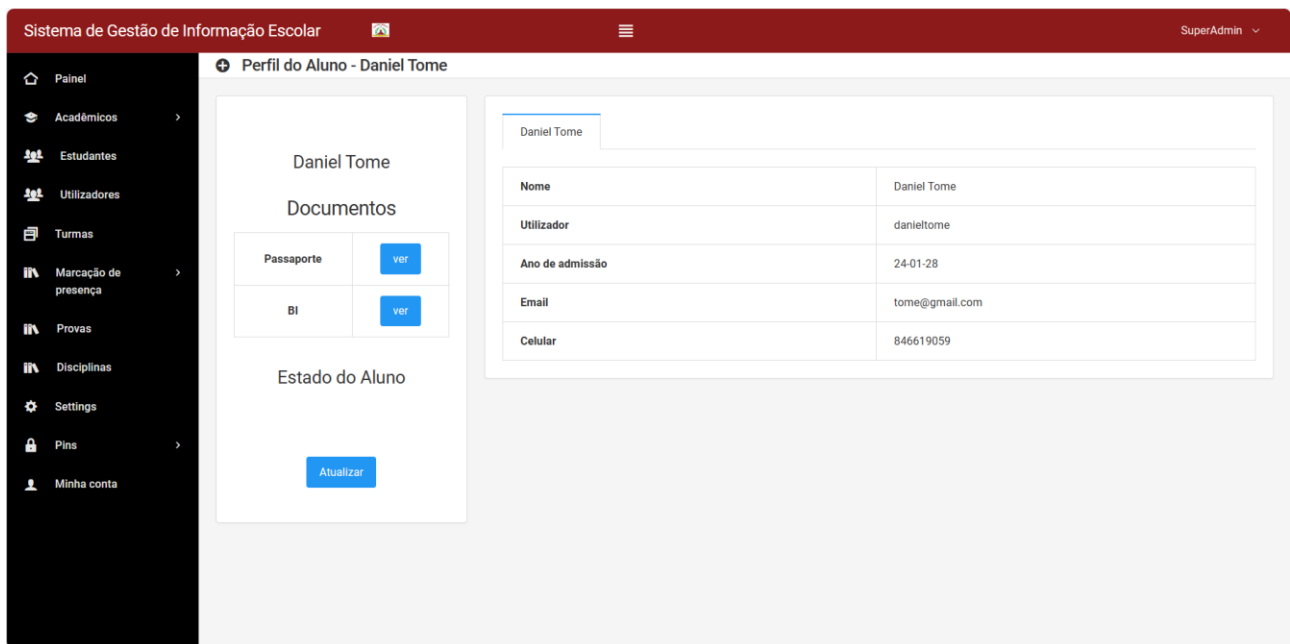 Sistema de Gestão de Informação Escolar
SuperAdmin
Painel
Acadêmicos
Estudantes
Utilizadores
Turmas
Marcação de
presença
Provas
Disciplinas
Settings
Pins
Minha conta
Perfil do Aluno - Daniel Tome
Daniel Tome
Documentos
Passaporte ver
BI ver
Estado do Aluno
Atualizar
Daniel Tome
Nome Daniel Tome
Utilizador danieltome
Ano de admissão 24-01-28
Email tome@gmail.com
Celular 846619059